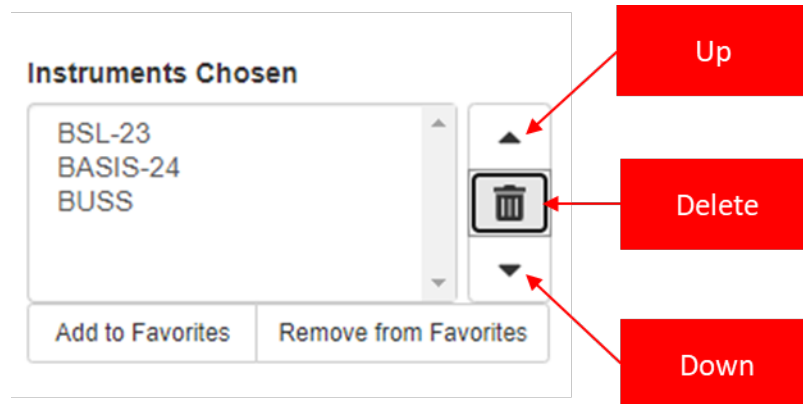 Instruments Chosen
BSL-23
BASIS-24
BUSS
Add to Favorites
Remove from Favorites
Up
Delete
Down